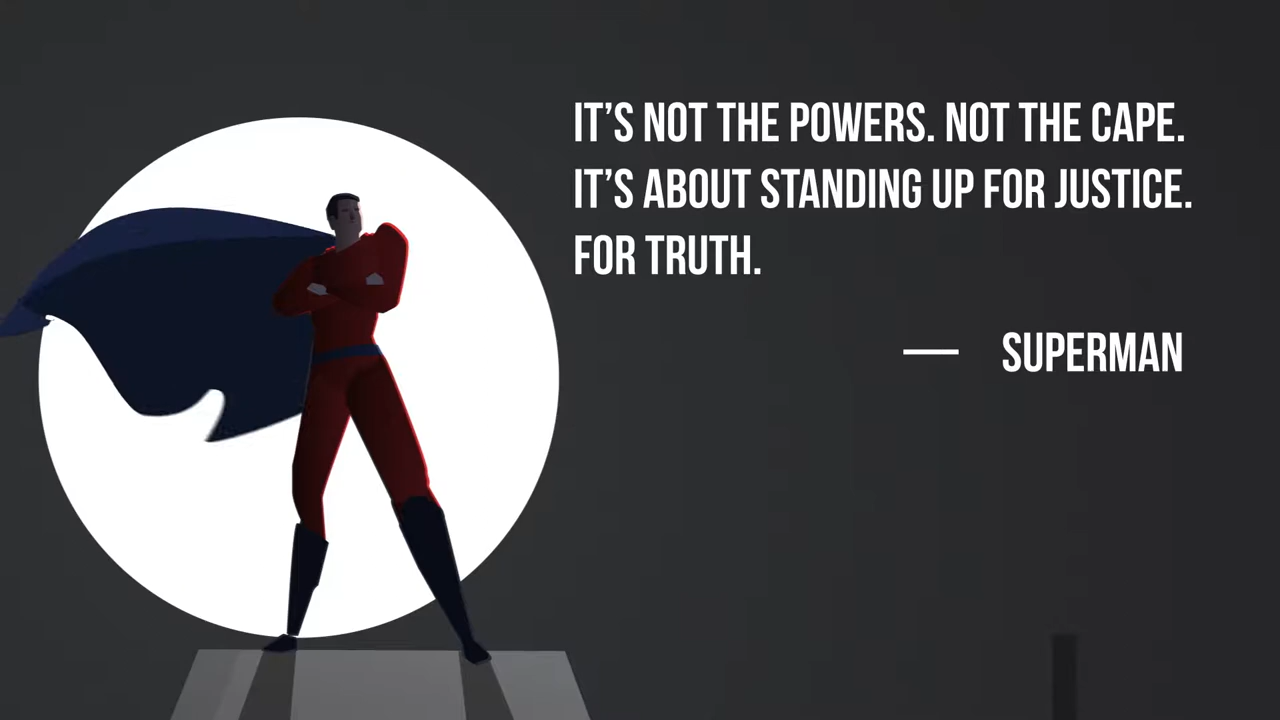 IT’S NOT THE POWERS. NOT THE CAPE.
IT’S ABOUT STANDING UP FOR JUSTICE.
FOR TRUTH.
— SUPERMAN